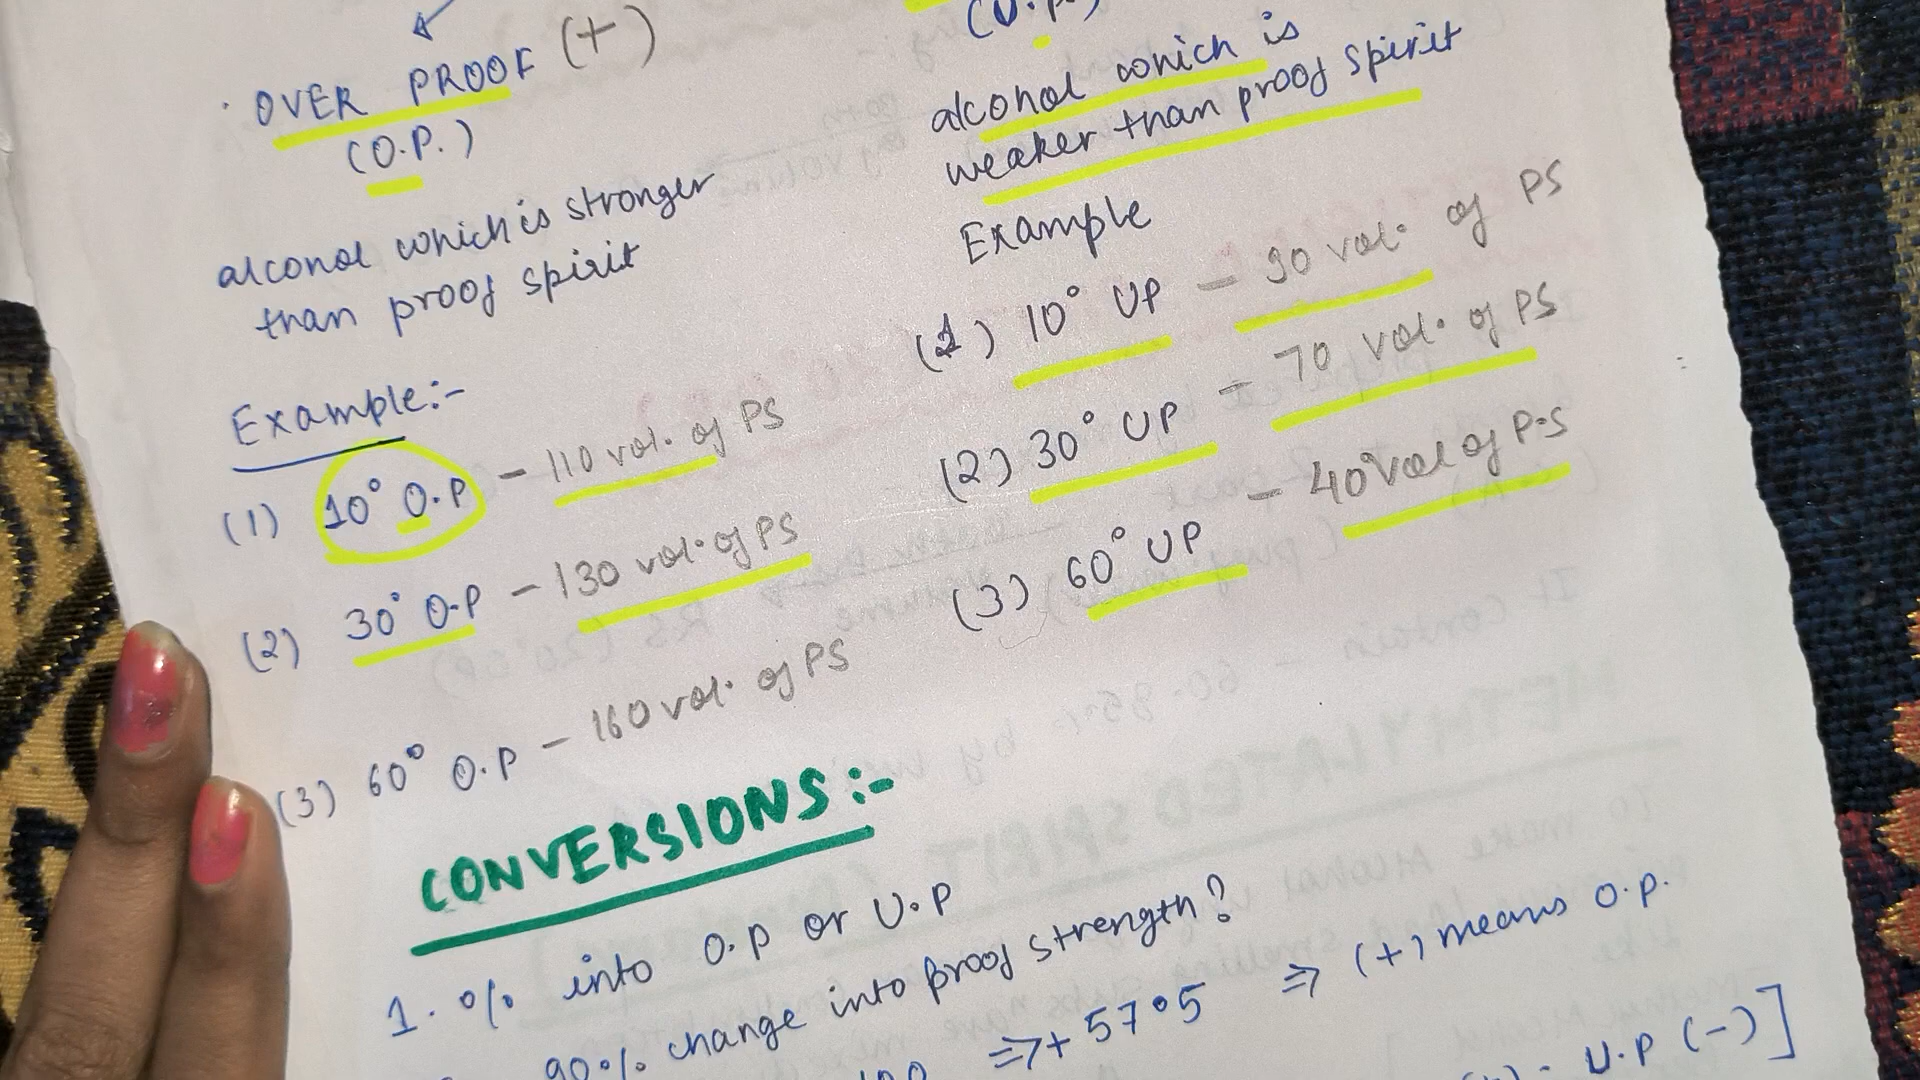 OVER PROOF (+)
(O.P.)
alcohol which is stronger
than proof spirit
Example:-
(1) 10° O.P - 110 vol. of PS
(2) 30° O.P - 130 vol. of PS
(3) 60° O.P - 160 vol. of PS
(U.P.)
alcohol which is
weaker than proof spirit
Example
(1) 10° UP - 90 vol. of PS
(2) 30° UP - 70 vol. of PS
(3) 60° UP - 40 vol of P.S
CONVERSIONS:-
1. % into O.P or U.P
90% change into proof strength?
⇒ + 57.5 ⇒ (+) means O.P.
U.P (-)]